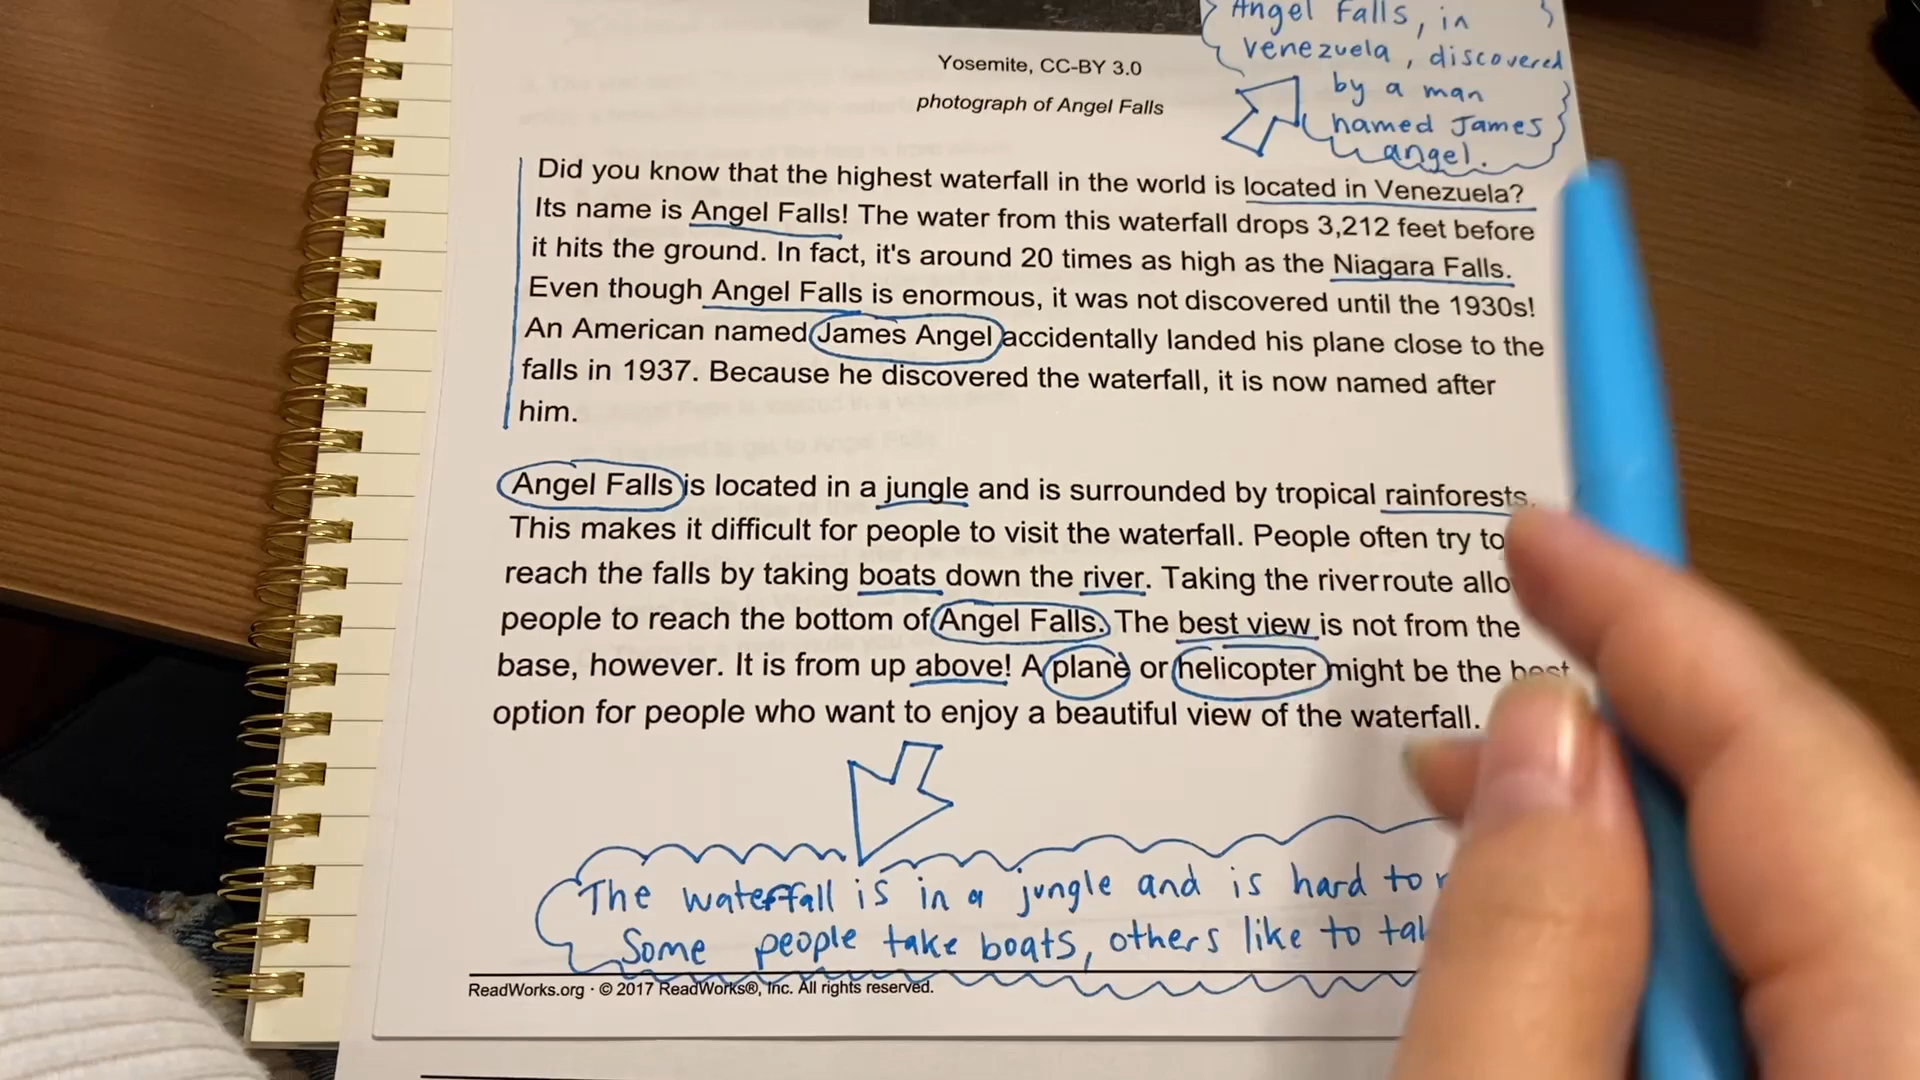 Angel Falls, in
Venezuela, discovered
by a man
named James
angel.
Yosemite, CC-BY 3.0
photograph of Angel Falls
Did you know that the highest waterfall in the world is located in Venezuela?
Its name is Angel Falls! The water from this waterfall drops 3,212 feet before
it hits the ground. In fact, it's around 20 times as high as the Niagara Falls.
Even though Angel Falls is enormous, it was not discovered until the 1930s!
An American named James Angel accidentally landed his plane close to the
falls in 1937. Because he discovered the waterfall, it is now named after
him.
Angel Falls is located in a jungle and is surrounded by tropical rainforests.
This makes it difficult for people to visit the waterfall. People often try to
reach the falls by taking boats down the river. Taking the river route allo
people to reach the bottom of Angel Falls. The best view is not from the
base, however. It is from up above! A plane or helicopter might be the best
option for people who want to enjoy a beautiful view of the waterfall.
The waterfall is in a jungle and is hard to
Some people take boats, others like to
ReadWorks.org · © 2017 ReadWorks®, Inc. All rights reserved.